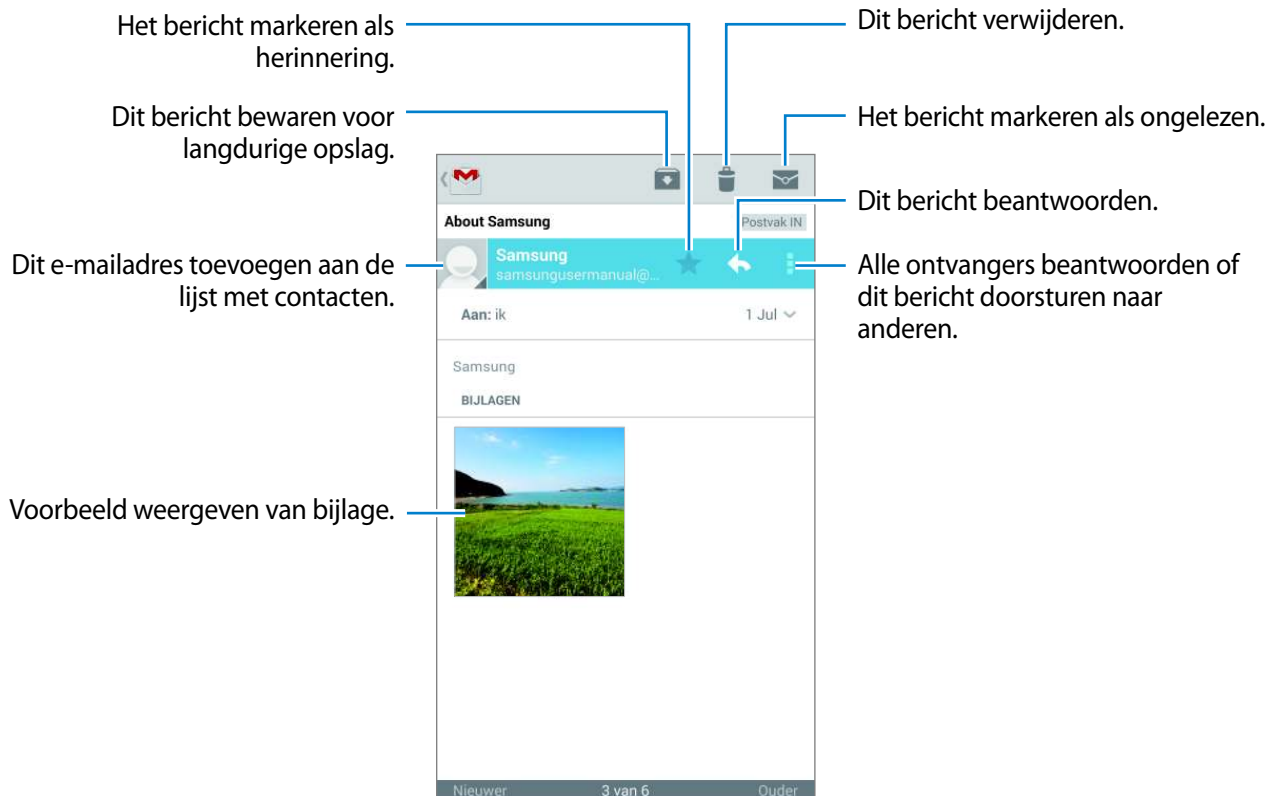 Het bericht markeren als
herinnering.
Dit bericht bewaren voor
langdurige opslag.
Dit e-mailadres toevoegen aan de
lijst met contacten.
Voorbeeld weergeven van bijlage.
Dit bericht verwijderen.
Het bericht markeren als ongelezen.
Dit bericht beantwoorden.
Alle ontvangers beantwoorden of
dit bericht doorsturen naar
anderen.
About Samsung
Postvak IN
Samsung
samsungusermanual@...
Aan: ik
1 Jul
Samsung
BIJLAGEN
Nieuwer
3 van 6
Ouder